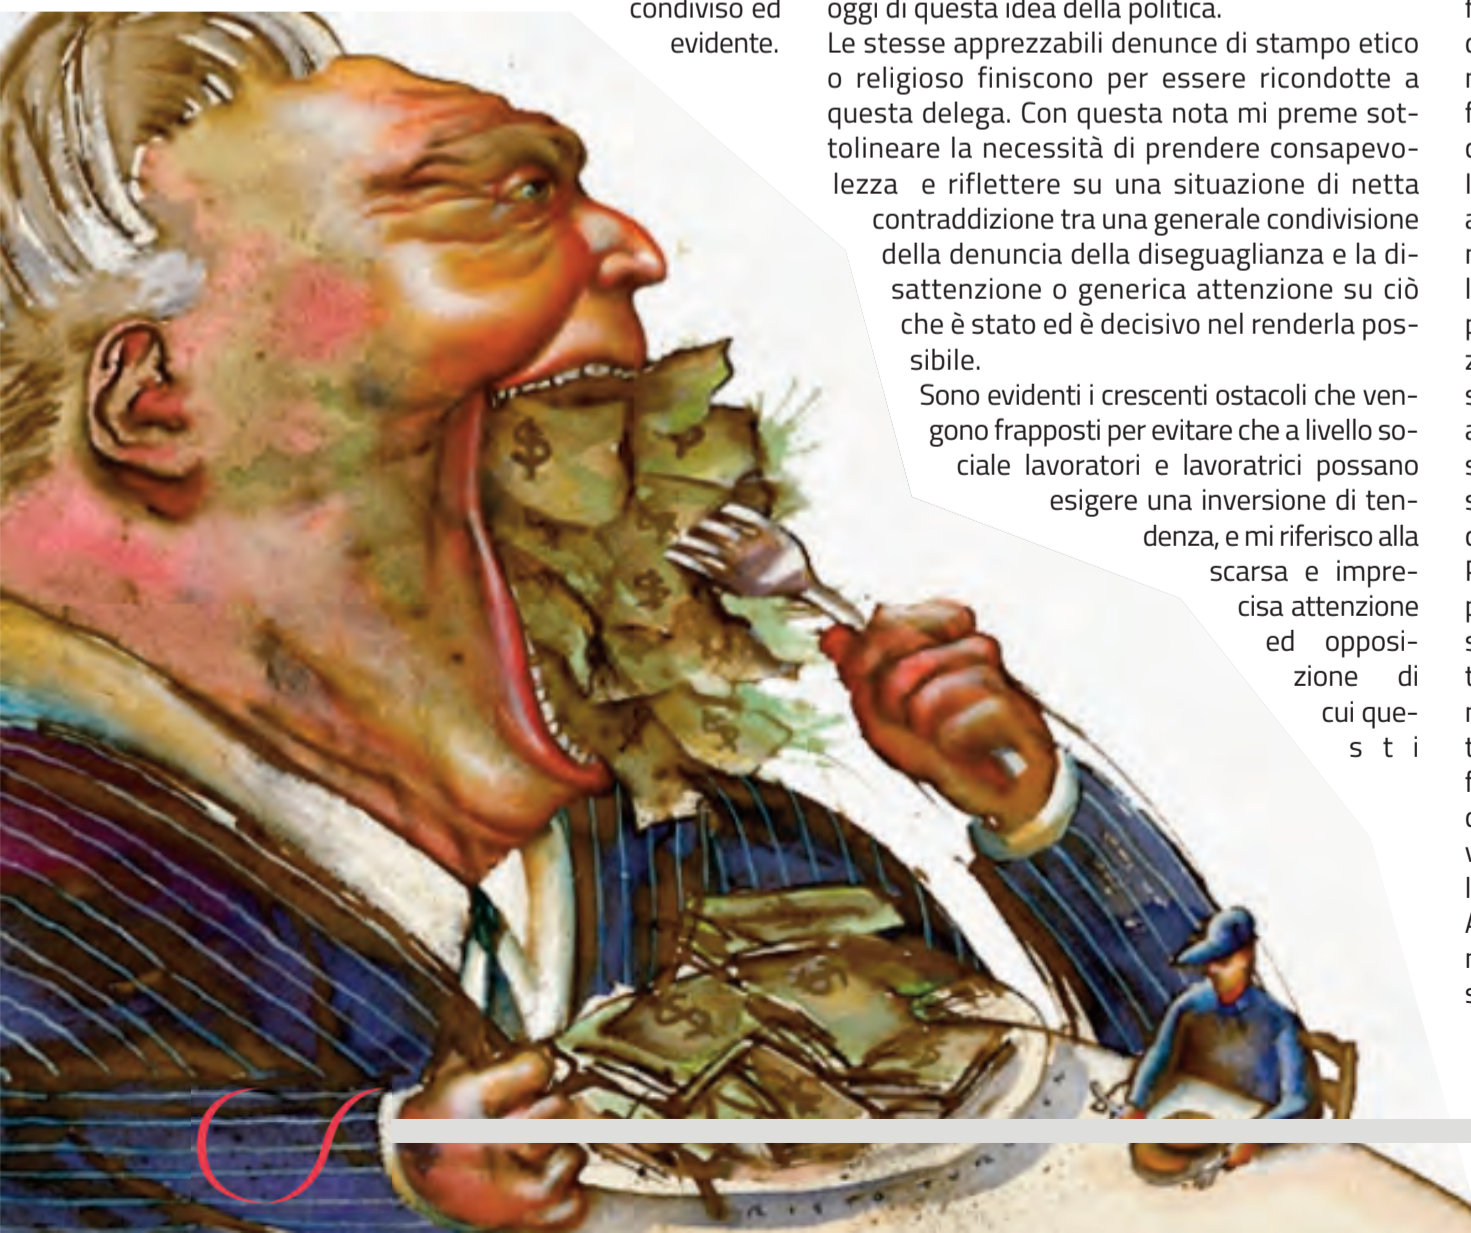 condiviso ed
evidente.
oggi di questa idea della politica.
Le stesse apprezzabili denunce di stampo etico
o religioso finiscono per essere ricondotte a
questa delega. Con questa nota mi preme sot-
tolineare la necessità di prendere consapevo-
lezza e riflettere su una situazione di netta
contraddizione tra una generale condivisione
della denuncia della diseguaglianza e la di-
sattenzione o generica attenzione su ciò
che è stato ed è decisivo nel renderla pos-
sibile.
Sono evidenti i crescenti ostacoli che ven-
gono frapposti per evitare che a livello so-
ciale lavoratori e lavoratrici possano
esigere una inversione di ten-
denza, e mi riferisco alla
scarsa e impre-
cisa attenzione
ed opposi-
zione di
cui que-
s t i